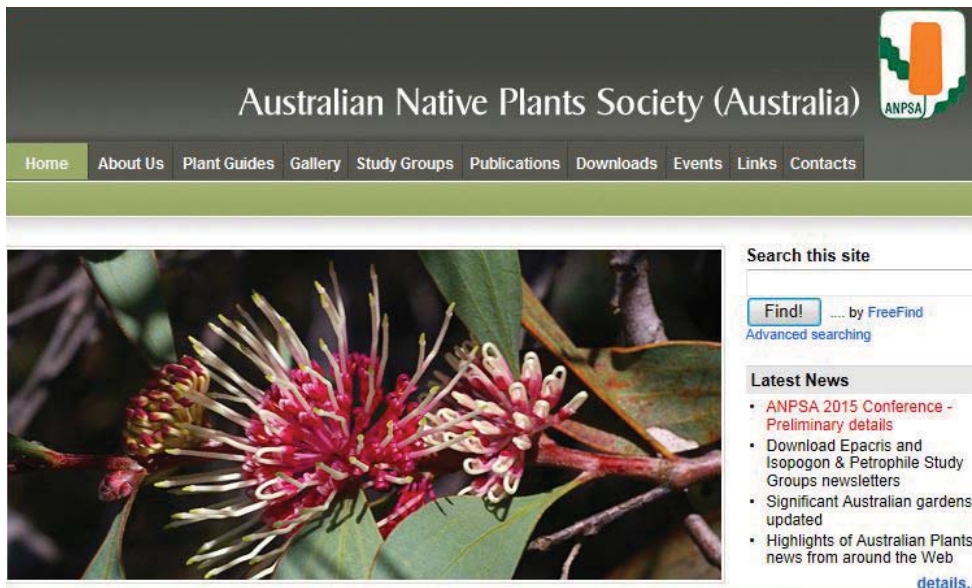 Australian Native Plants Society (Australia)
ANPSA
Home About Us Plant Guides Gallery Study Groups Publications Downloads Events Links Contacts
Search this site
Find! .... by FreeFind
Advanced searching
Latest News
• ANPSA 2015 Conference -
Preliminary details
• Download Epacris and
Isopogon & Petrophile Study
Groups newsletters
• Significant Australian gardens
updated
• Highlights of Australian Plants
news from around the Web
details..